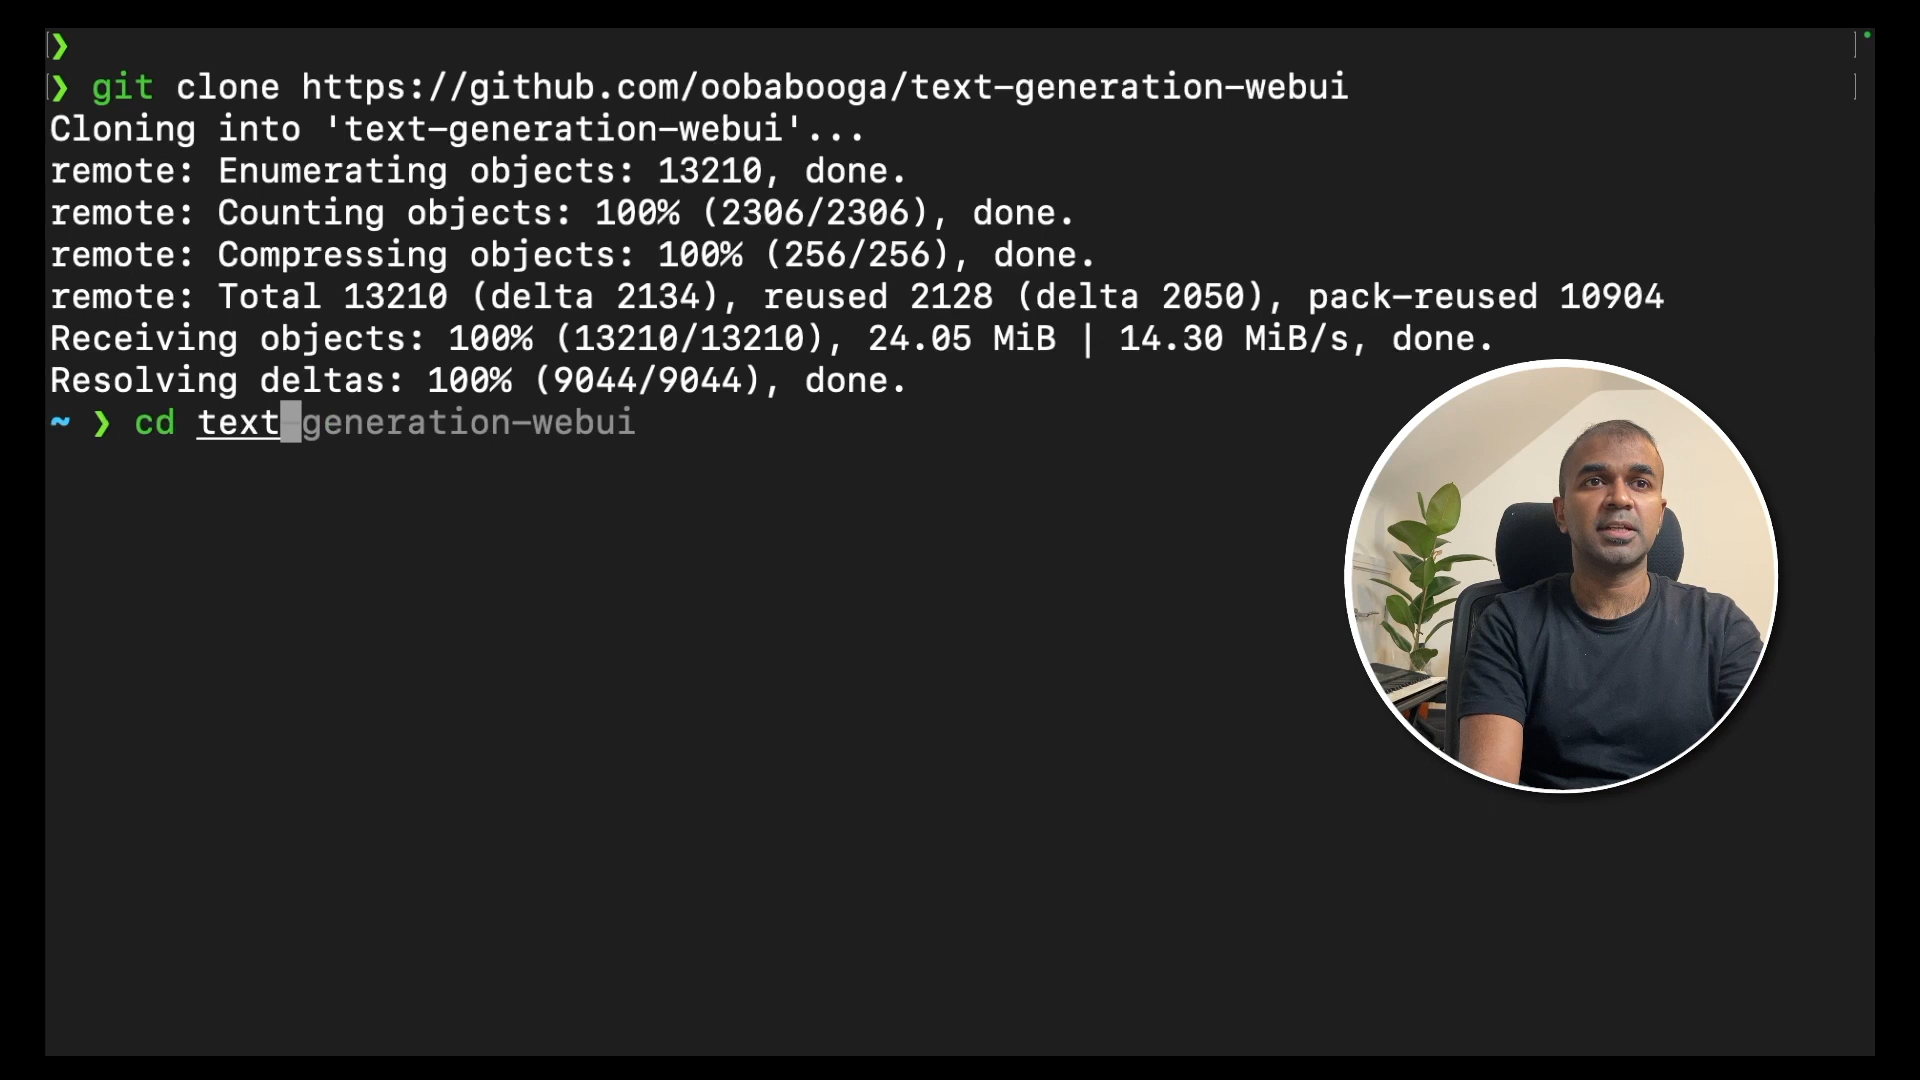 ❯
❯ git clone https://github.com/oobabooga/text-generation-webui
Cloning into 'text-generation-webui'...
remote: Enumerating objects: 13210, done.
remote: Counting objects: 100% (2306/2306), done.
remote: Compressing objects: 100% (256/256), done.
remote: Total 13210 (delta 2134), reused 2128 (delta 2050), pack-reused 10904
Receiving objects: 100% (13210/13210), 24.05 MiB | 14.30 MiB/s, done.
Resolving deltas: 100% (9044/9044), done.
~ ❯ cd text-generation-webui